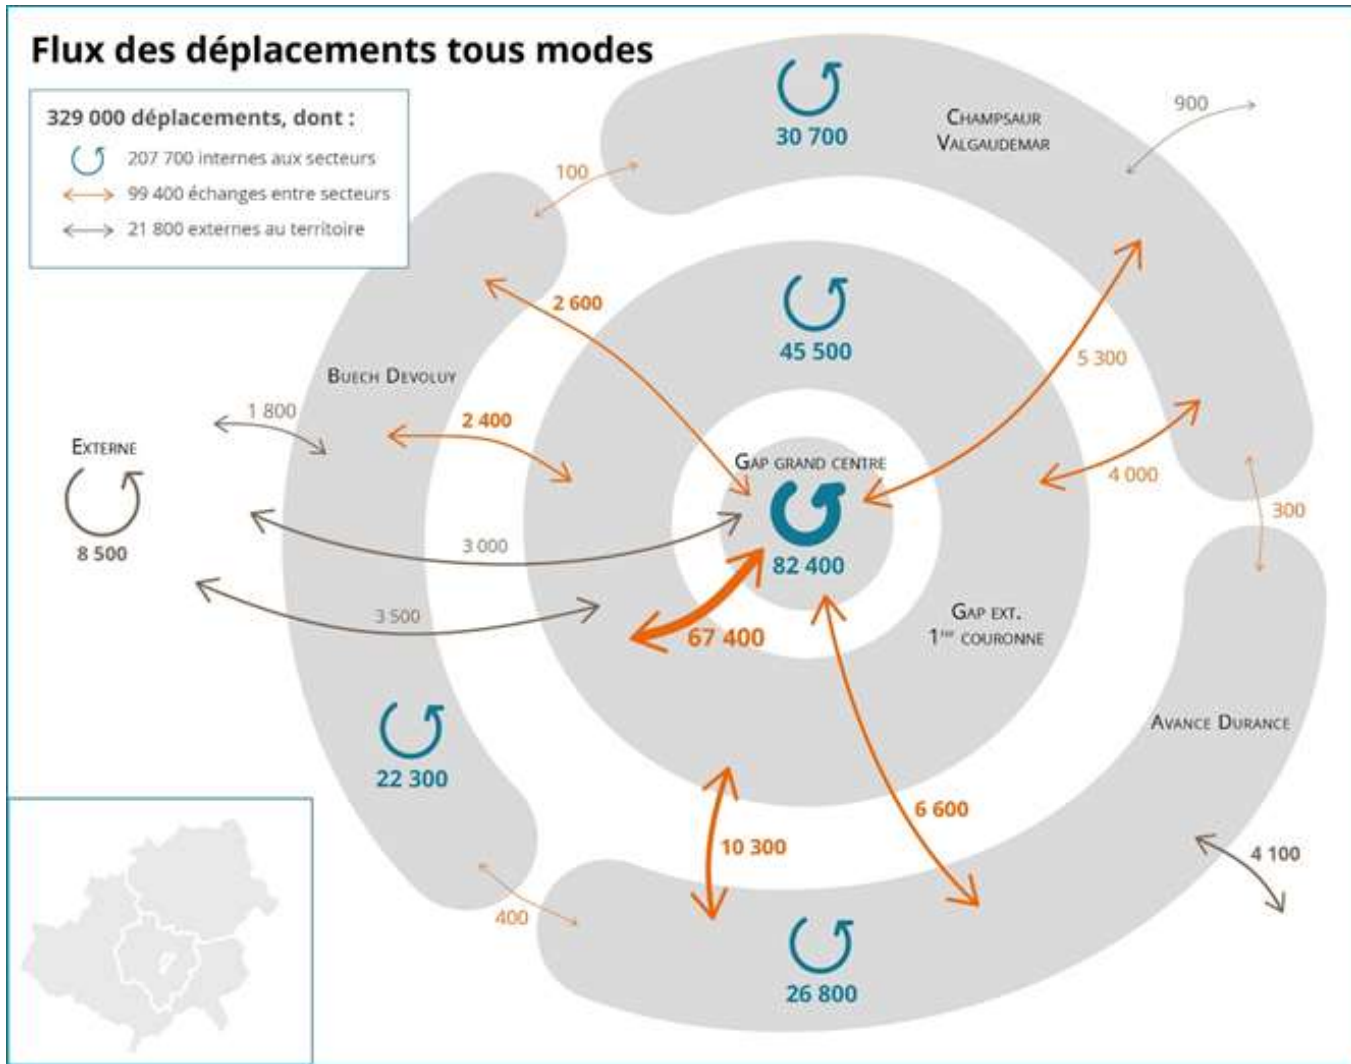 Flux des déplacements tous modes
329 000 déplacements, dont :
207 700 internes aux secteurs
99 400 échanges entre secteurs
21 800 externes au territoire
30 700
CHAMPSAUR
VALGAUDEMAR
900
100
2 600
45 500
5 300
BUECH DEVOLUY
1 800
2 400
EXTERNE
8 500
GAP GRAND CENTRE
82 400
4 000
300
3 000
3 500
67 400
GAP EXT.
1ère COURONNE
AVANCE DURANCE
22 300
6 600
10 300
4 100
400
26 800